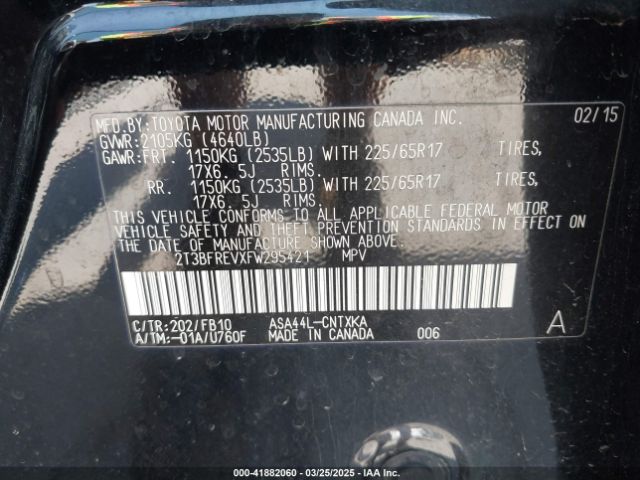 MFD.BY:TOYOTA MOTOR MANUFACTURING CANADA INC. 02/15
GVWR:2105KG (4640LB)
GAWR:FRT. 1150KG (2535LB) WITH 225/65R17 TIRES,
17X6. 5J RIMS.
RR. 1150KG (2535LB) WITH 225/65R17 TIRES,
17X6. 5J RIMS.
THIS VEHICLE CONFORMS TO ALL APPLICABLE FEDERAL MOTOR
VEHICLE SAFETY AND THEFT PREVENTION STANDARDS IN EFFECT ON
THE DATE OF MANUFACTURE SHOWN ABOVE.
2T3BFREVXFW295421 MPV
C/TR:202/FB10 ASA44L-CNTXKA A
A/TM:-01A/U760F MADE IN CANADA 006
000-41882060 — 03/25/2025 — IAA Inc.